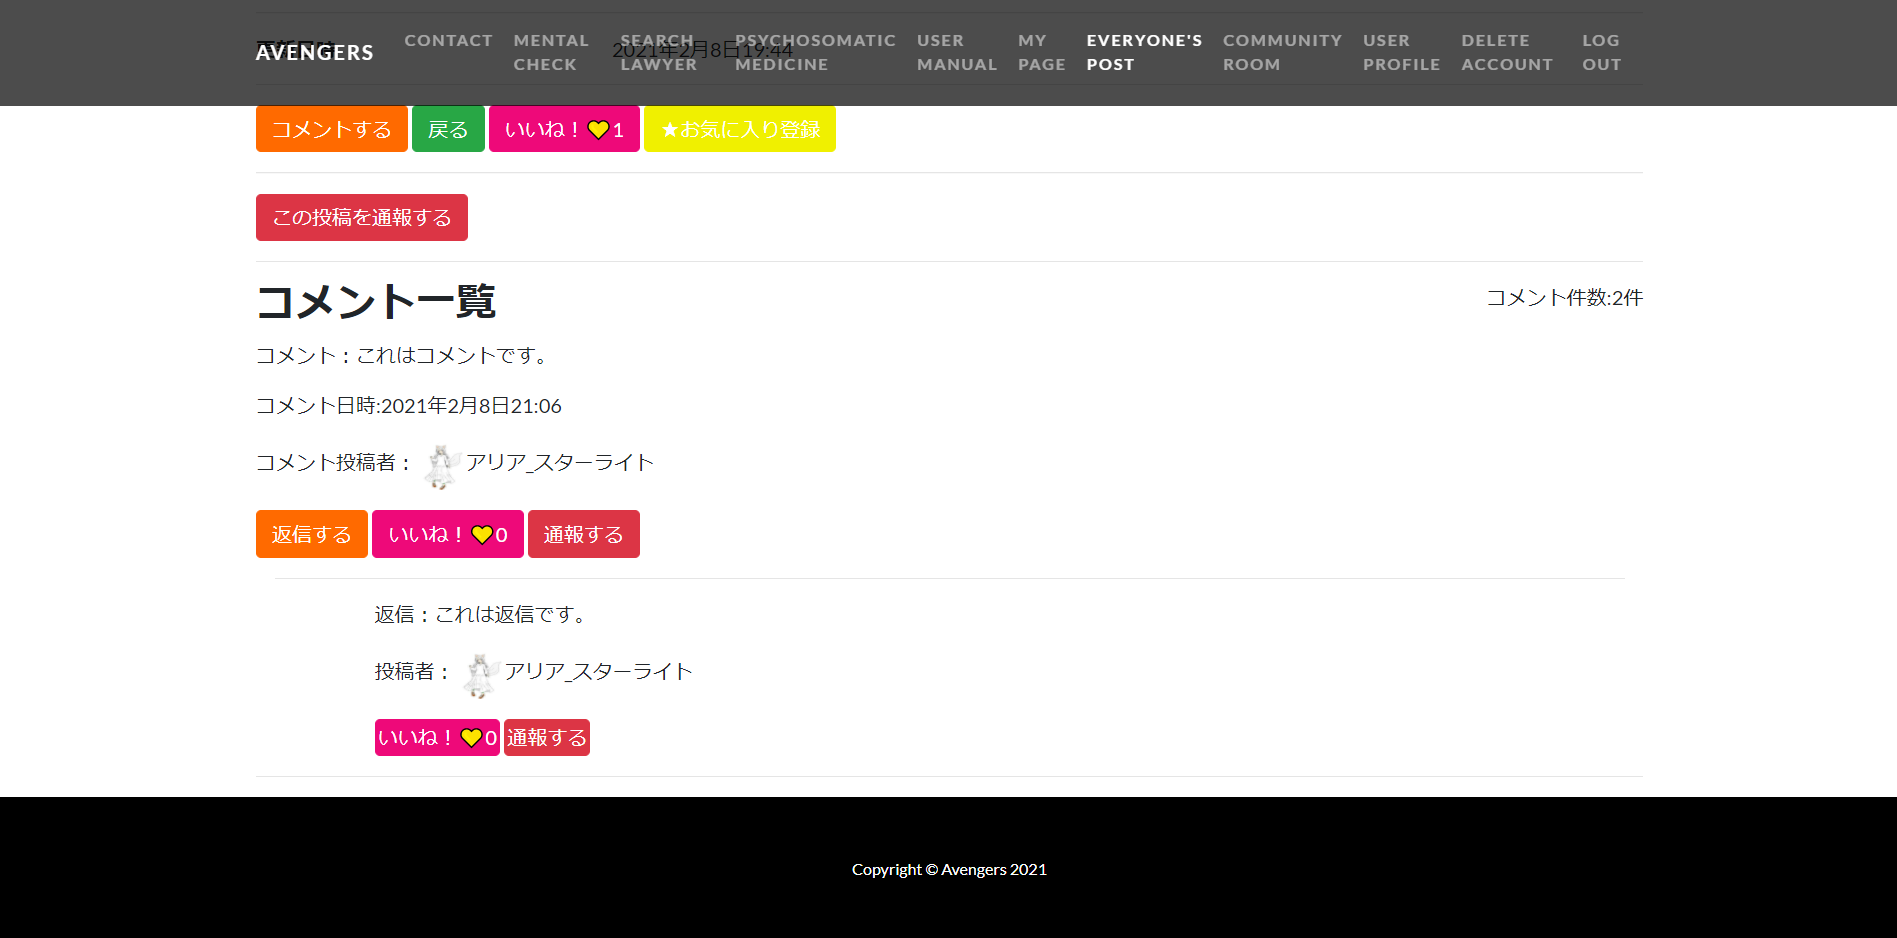 AVENGERS
CONTACT
MENTAL CHECK
SEARCH LAWYER
PSYCHOSOMATIC MEDICINE
USER MANUAL
MY PAGE
EVERYONE'S POST
COMMUNITY ROOM
USER PROFILE
DELETE ACCOUNT
LOG OUT
2021年2月8日19:44
コメントする 戻る いいね！💛1 ★お気に入り登録
この投稿を通報する
コメント一覧
コメント件数:2件
コメント：これはコメントです。
コメント日時:2021年2月8日21:06
コメント投稿者： アリア_スターライト
返信する いいね！💛0 通報する
返信：これは返信です。
投稿者： アリア_スターライト
いいね！💛0 通報する
Copyright © Avengers 2021